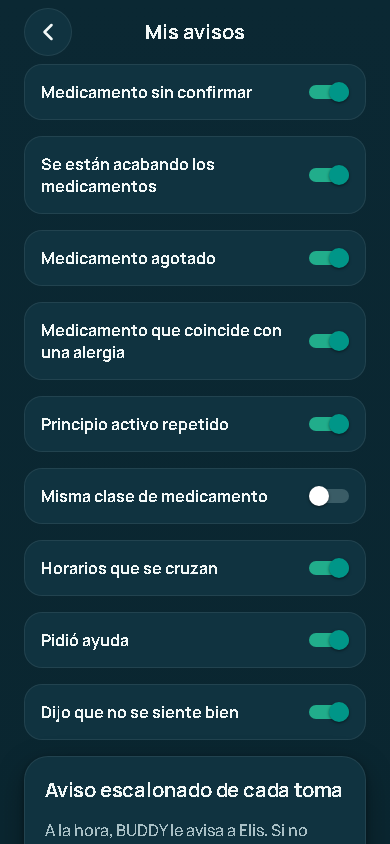 Mis avisos
Medicamento sin confirmar
Se están acabando los
medicamentos
Medicamento agotado
Medicamento que coincide con
una alergia
Principio activo repetido
Misma clase de medicamento
Horarios que se cruzan
Pidió ayuda
Dijo que no se siente bien
Aviso escalonado de cada toma
A la hora, BUDDY le avisa a Elis. Si no